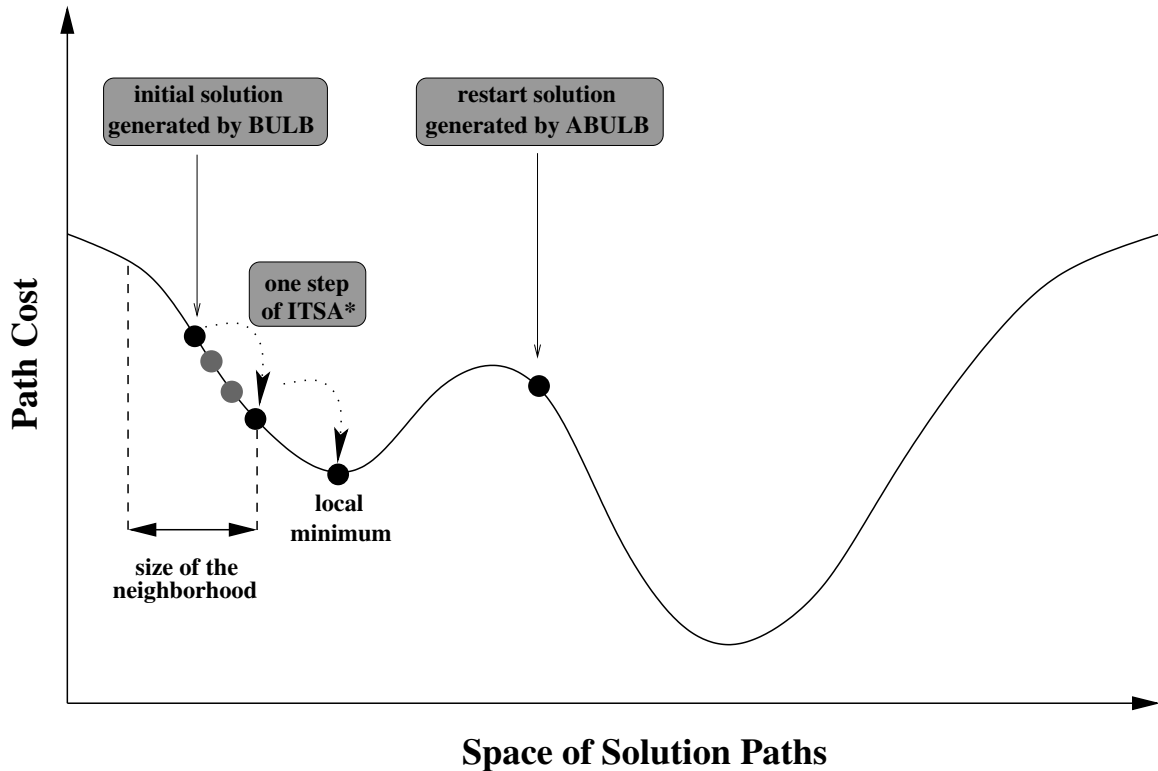 initial solution
generated by BULB
restart solution
generated by ABULB
one step
of ITSA*
Path Cost
local
minimum
size of the
neighborhood
Space of Solution Paths